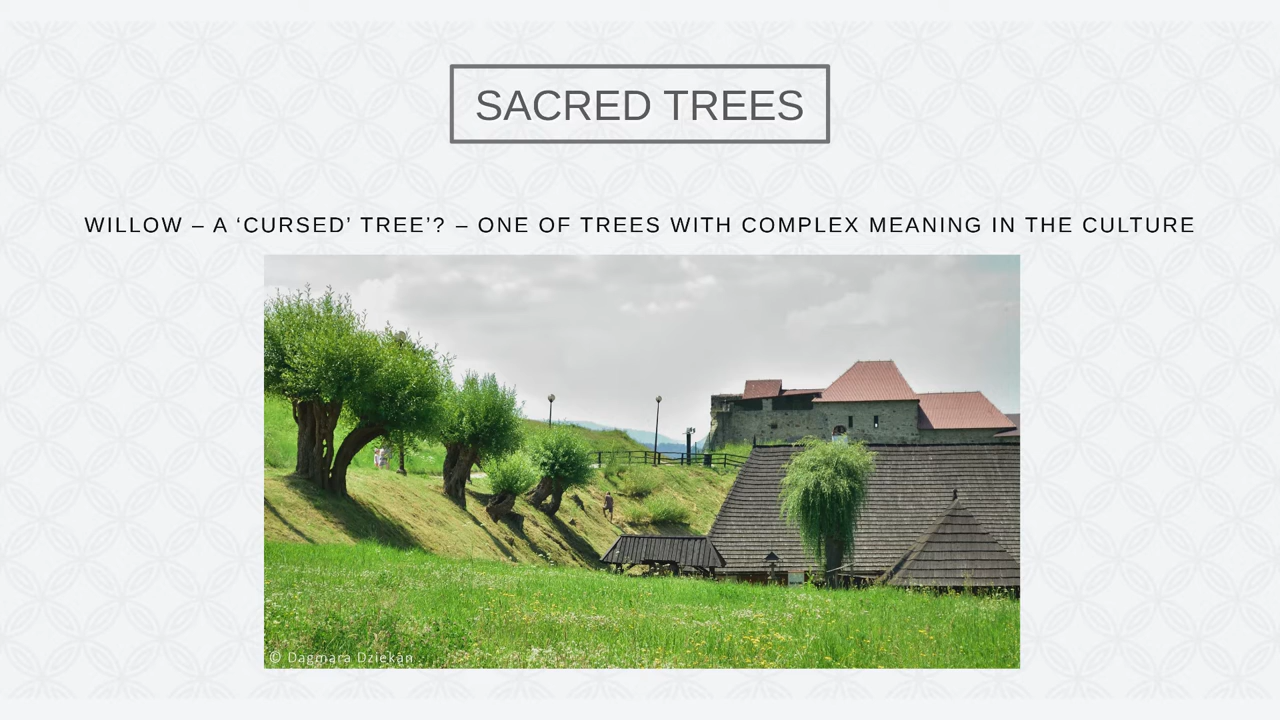 SACRED TREES
WILLOW – A ‘CURSED’ TREE’? – ONE OF TREES WITH COMPLEX MEANING IN THE CULTURE
© Dagmara Dziekan